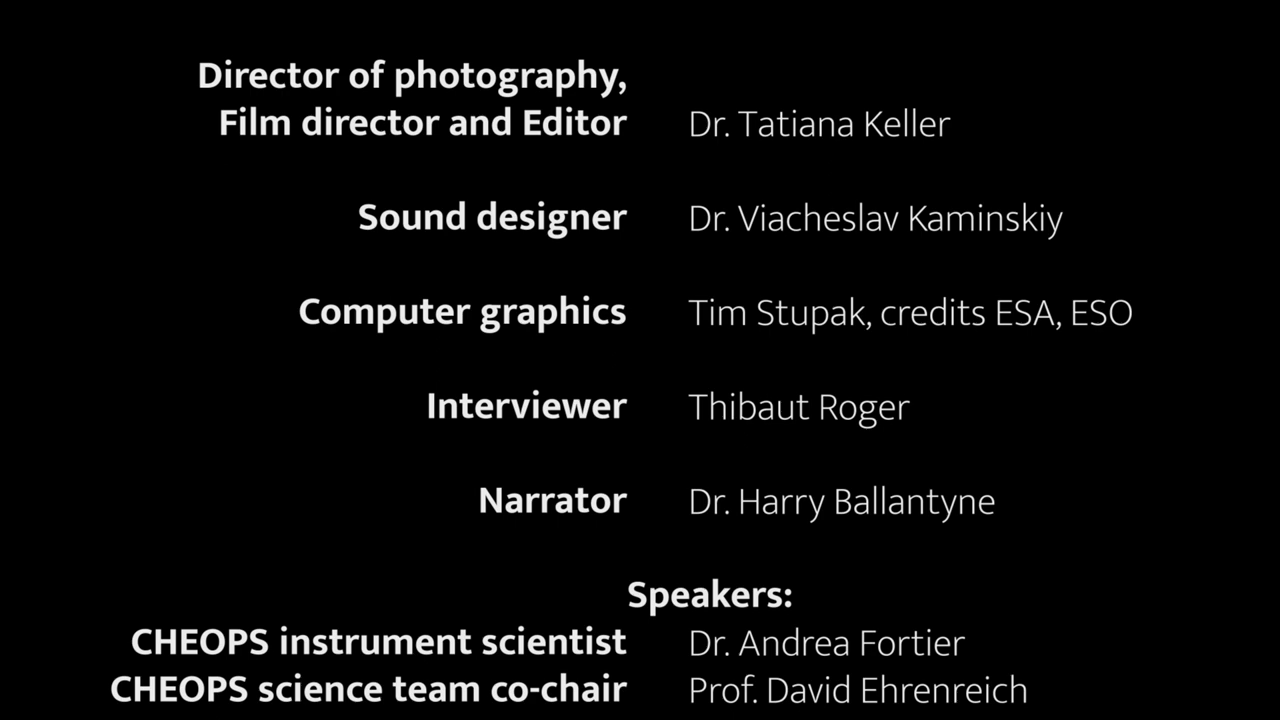 Director of photography,
Film director and Editor Dr. Tatiana Keller
Sound designer Dr. Viacheslav Kaminskiy
Computer graphics Tim Stupak, credits ESA, ESO
Interviewer Thibaut Roger
Narrator Dr. Harry Ballantyne
Speakers:
CHEOPS instrument scientist Dr. Andrea Fortier
CHEOPS science team co-chair Prof. David Ehrenreich